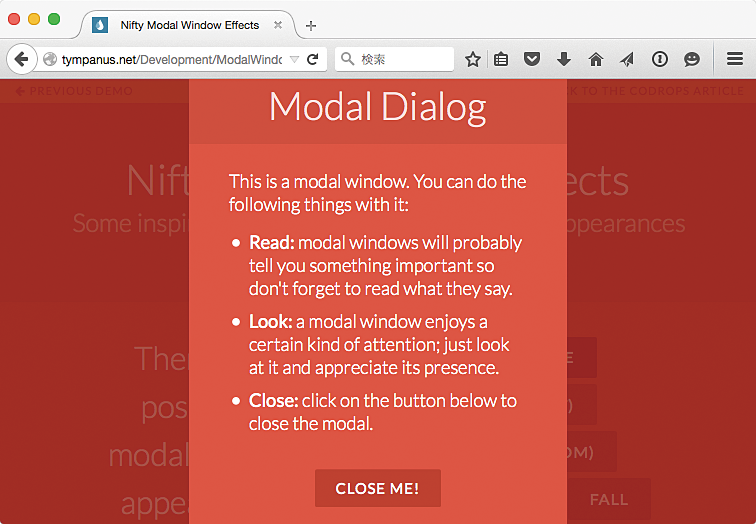 Nifty Modal Window Effects
tympanus.net/Development/ModalWindo
検索
PREVIOUS DEMO
K TO THE CODROPS ARTICLE
Modal Dialog
Nift
ects
Some inspi
ppearances
This is a modal window. You can do the
following things with it:
Read: modal windows will probably
tell you something important so
don't forget to read what they say.
Look: a modal window enjoys a
certain kind of attention; just look
at it and appreciate its presence.
Close: click on the button below to
close the modal.
CLOSE ME!
Ther
pos
modal
appe
E
)
OM)
FALL